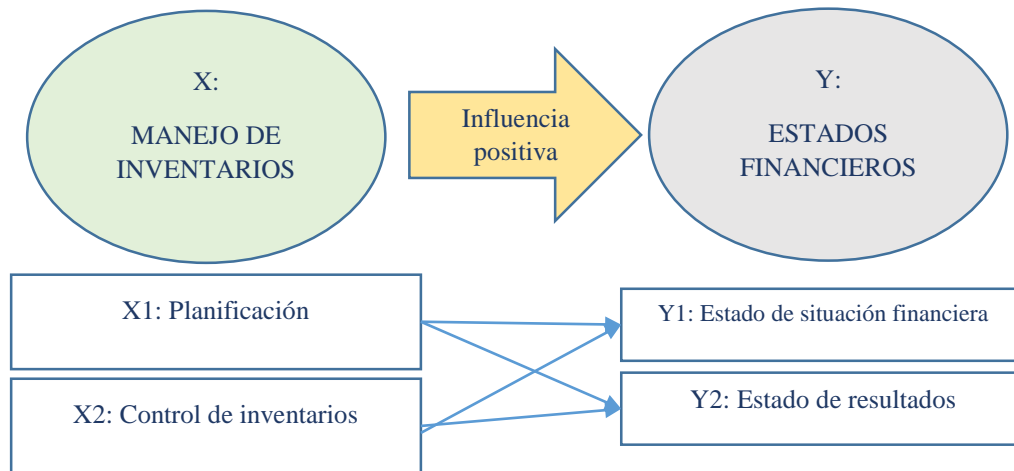 X:
MANEJO DE
INVENTARIOS
Influencia
positiva
Y:
ESTADOS
FINANCIEROS
X1: Planificación
X2: Control de inventarios
Y1: Estado de situación financiera
Y2: Estado de resultados